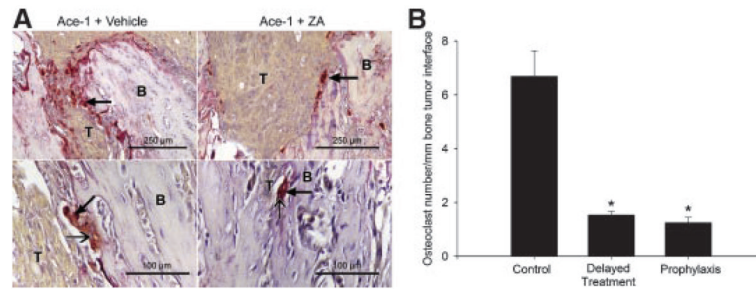 A
Ace-1 + Vehicle
Ace-1 + ZA
B
T
250 µm
B
T
250 µm
T
B
100 µm
T
B
100 µm
B
Osteoclast number/mm bone tumor interface
8
6
4
2
0
*
*
Control
Delayed
Treatment
Prophylaxis